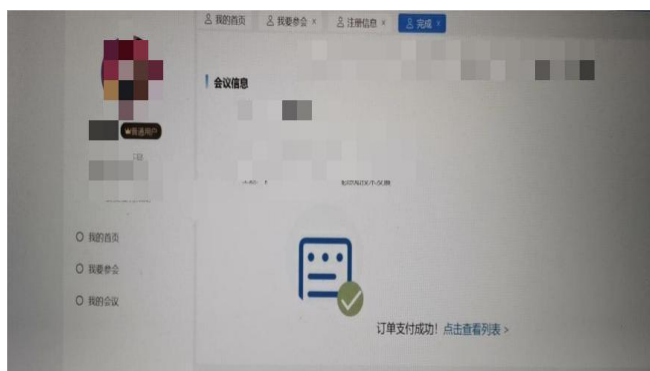 我的首页 我要参会 × 注册信息 × 完成 ×
会议信息
普通用户
我的首页
我要参会
我的会议
订单支付成功！点击查看列表 >